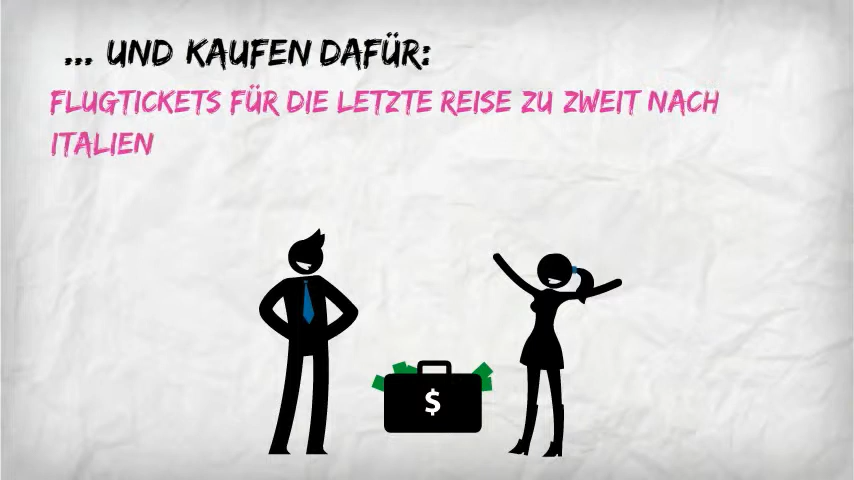 ... UND KAUFEN DAFÜR:
FLUGTICKETS FÜR DIE LETZTE REISE ZU ZWEIT NACH
ITALIEN
$